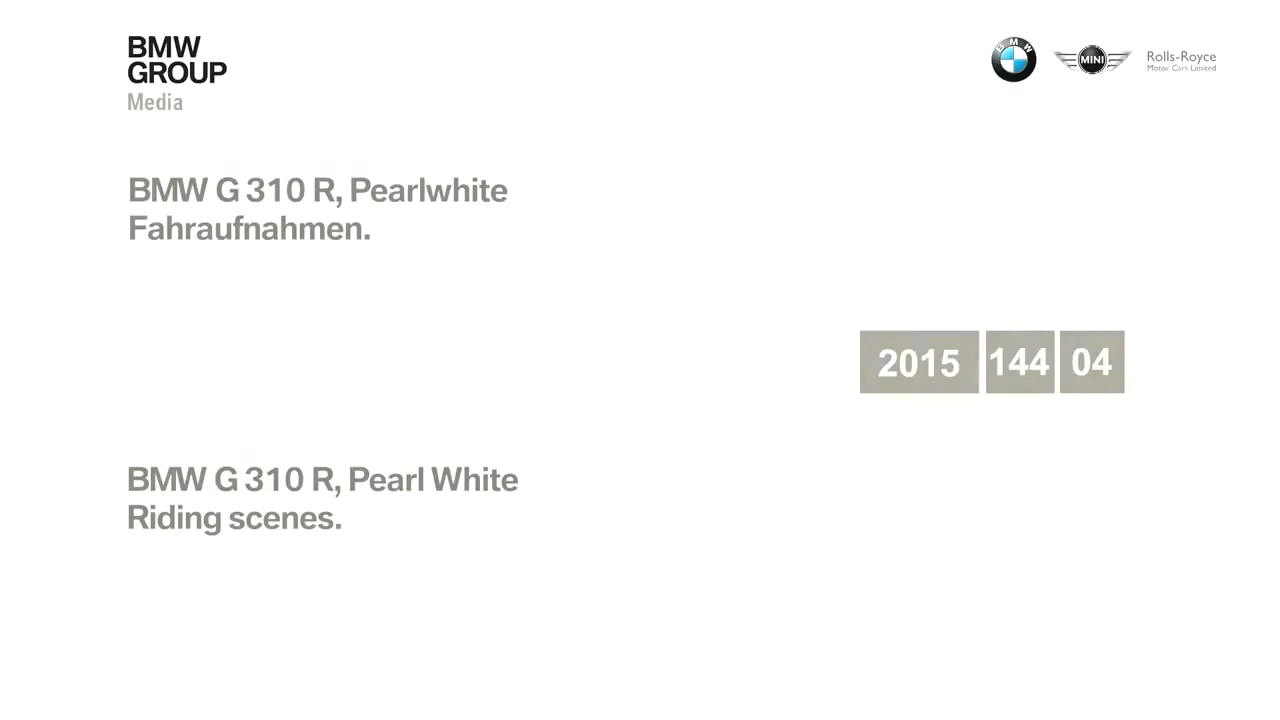 BMW
GROUP
Media
BMW
MINI
Rolls-Royce
Motor Cars Limited
BMW G 310 R, Pearlwhite
Fahraufnahmen.
2015 144 04
BMW G 310 R, Pearl White
Riding scenes.